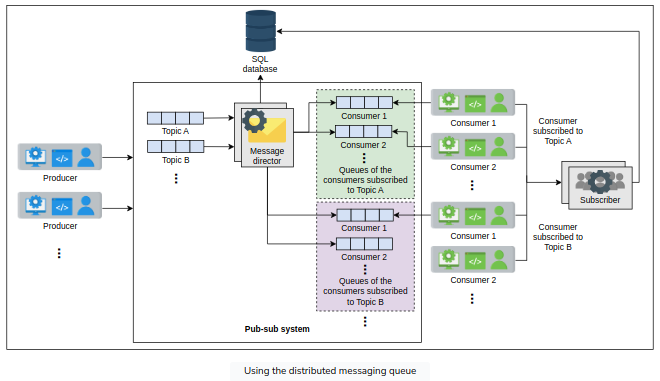 SQL
database
Topic A
Topic B
Message
director
Producer
Producer
Consumer 1
Consumer 2
Queues of the
consumers subscribed
to Topic A
Consumer 1
Consumer 2
Queues of the
consumers subscribed
to Topic B
Pub-sub system
Consumer 1
Consumer 2
Consumer 1
Consumer 2
Consumer
subscribed to
Topic A
Subscriber
Consumer
subscribed to
Topic B
Using the distributed messaging queue